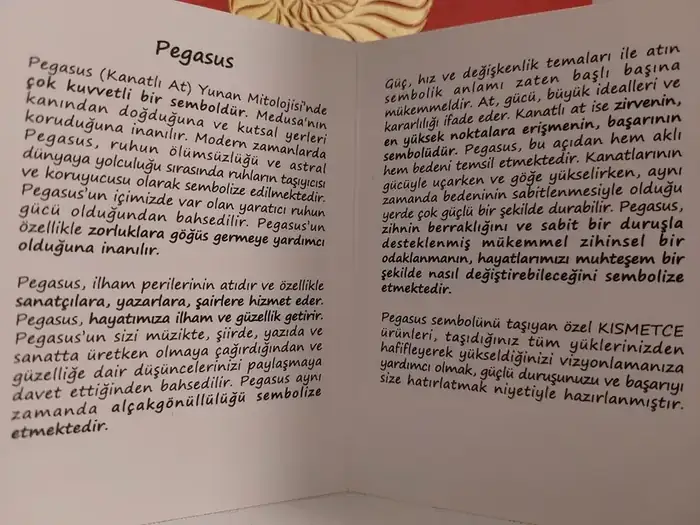 Pegasus
Pegasus (Kanatlı At) Yunan Mitolojisi'nde
çok kuvvetli bir semboldür. Medusa'nın
kanından doğduğuna ve kutsal yerleri
koruduğuna inanılır. Modern zamanlarda
Pegasus, ruhun ölümsüzlüğü ve astral
dünyaya yolculuğu sırasında ruhların taşıyıcısı
ve koruyucusu olarak sembolize edilmektedir.
Pegasus'un içimizde var olan yaratıcı ruhun
gücü olduğundan bahsedilir. Pegasus'un
özellikle zorluklara göğüs germeye yardımcı
olduğuna inanılır.
Pegasus, ilham perilerinin atıdır ve özellikle
sanatçılara, yazarlara, şairlere hizmet eder.
Pegasus, hayatımıza ilham ve güzellik getirir.
Pegasus'un sizi müzikte, şiirde, yazıda ve
sanatta üretken olmaya çağırdığından ve
güzelliğe dair düşüncelerinizi paylaşmaya
davet ettiğinden bahsedilir. Pegasus aynı
zamanda alçakgönüllülüğü sembolize
etmektedir.
Güç, hız ve değişkenlik temaları ile atın
sembolik anlamı zaten başlı başına
mükemmeldir. At, gücü, büyük idealleri ve
kararlılığı ifade eder. Kanatlı at ise zirvenin,
en yüksek noktalara erişmenin, başarının
sembolüdür. Pegasus, bu açıdan hem aklı
hem bedeni temsil etmektedir. Kanatlarının
gücüyle uçarken ve göğe yükselirken, aynı
zamanda bedeninin sabitlenmesiyle olduğu
yerde çok güçlü bir şekilde durabilir. Pegasus,
zihnin berraklığını ve sabit bir duruşla
desteklenmiş mükemmel zihinsel bir
odaklanmanın, hayatlarımızı muhteşem bir
şekilde nasıl değiştirebileceğini sembolize
etmektedir.
Pegasus sembolünü taşıyan özel KISMETCE
ürünleri, taşıdığınız tüm yüklerinizden
hafifleyerek yükseldiğinizi vizyonlamanıza
yardımcı olmak, güçlü duruşunuzu ve başarıyı
size hatırlatmak niyetiyle hazırlanmıştır.